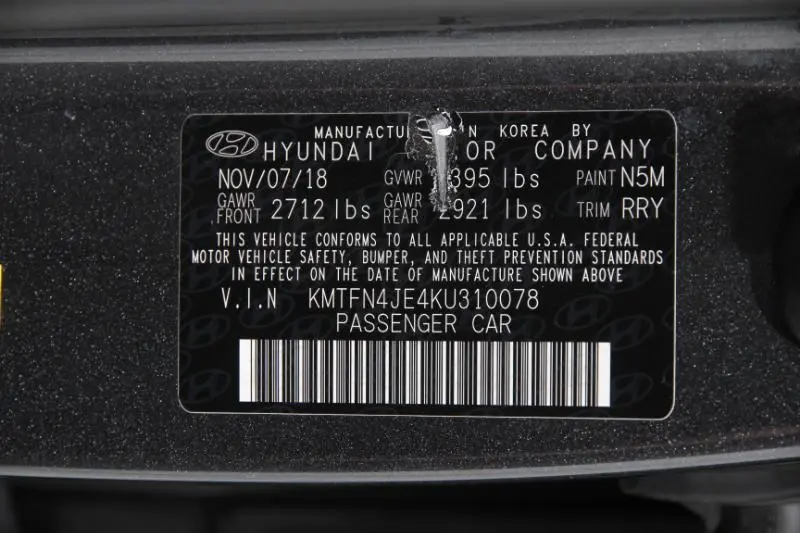 MANUFACTU N KOREA BY
HYUNDAI OR COMPANY
NOV/07/18 GVWR 395 lbs PAINT N5M
GAWR FRONT 2712 lbs GAWR REAR 2921 lbs TRIM RRY
THIS VEHICLE CONFORMS TO ALL APPLICABLE U.S.A. FEDERAL
MOTOR VEHICLE SAFETY, BUMPER, AND THEFT PREVENTION STANDARDS
IN EFFECT ON THE DATE OF MANUFACTURE SHOWN ABOVE
V.I.N KMTFN4JE4KU310078
PASSENGER CAR